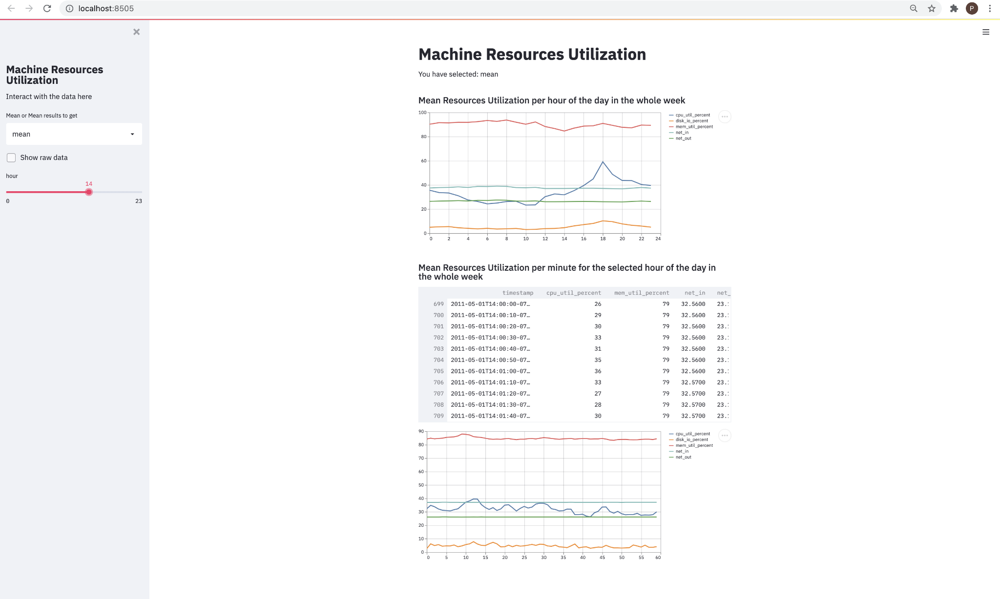 localhost:8505
P
Machine Resources
Utilization
Interact with the data here
Mean or Mean results to get
mean
Show raw data
hour
14
0 23
Machine Resources Utilization
You have selected: mean
Mean Resources Utilization per hour of the day in the whole week
100
80
60
40
20
0
0 2 4 6 8 10 12 14 16 18 20 22 24
cpu_util_percent
disk_io_percent
mem_util_percent
net_in
net_out
Mean Resources Utilization per minute for the selected hour of the day in
the whole week
timestamp cpu_util_percent mem_util_percent net_in net_
699 2011-05-01T14:00:00-07… 26 79 32.5600 23.
700 2011-05-01T14:00:10-07… 29 79 32.5600 23.
701 2011-05-01T14:00:20-07… 30 79 32.5600 23.
702 2011-05-01T14:00:30-07… 33 79 32.5600 23.
703 2011-05-01T14:00:40-07… 31 79 32.5600 23.
704 2011-05-01T14:00:50-07… 35 79 32.5600 23.
705 2011-05-01T14:01:00-07… 36 79 32.5600 23.
706 2011-05-01T14:01:10-07… 33 79 32.5700 23.
707 2011-05-01T14:01:20-07… 27 79 32.5700 23.
708 2011-05-01T14:01:30-07… 28 79 32.5700 23.
709 2011-05-01T14:01:40-07… 30 79 32.5700 23.
90
80
70
60
50
40
30
20
10
0
0 5 10 15 20 25 30 35 40 45 50 55 60
cpu_util_percent
disk_io_percent
mem_util_percent
net_in
net_out